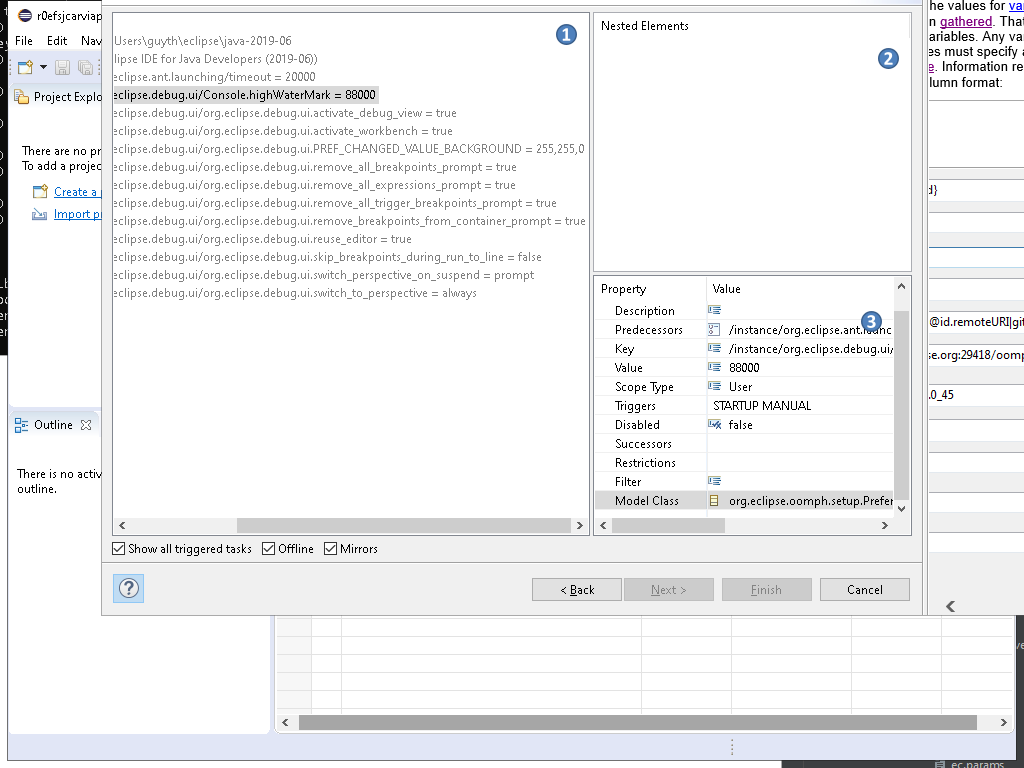 r0efsjcarviap
File Edit Nav
Project Explo
There are no pr
To add a projec
Create a p
Import pr
Outline
There is no activ
outline.
Users\guyth\eclipse\java-2019-06
lipse IDE for Java Developers (2019-06))
eclipse.ant.launching/timeout = 20000
eclipse.debug.ui/Console.highWaterMark = 88000
eclipse.debug.ui/org.eclipse.debug.ui.activate_debug_view = true
eclipse.debug.ui/org.eclipse.debug.ui.activate_workbench = true
eclipse.debug.ui/org.eclipse.debug.ui.PREF_CHANGED_VALUE_BACKGROUND = 255,255,0
eclipse.debug.ui/org.eclipse.debug.ui.remove_all_breakpoints_prompt = true
eclipse.debug.ui/org.eclipse.debug.ui.remove_all_expressions_prompt = true
eclipse.debug.ui/org.eclipse.debug.ui.remove_all_trigger_breakpoints_prompt = true
eclipse.debug.ui/org.eclipse.debug.ui.remove_breakpoints_from_container_prompt = true
eclipse.debug.ui/org.eclipse.debug.ui.reuse_editor = true
eclipse.debug.ui/org.eclipse.debug.ui.skip_breakpoints_during_run_to_line = false
eclipse.debug.ui/org.eclipse.debug.ui.switch_perspective_on_suspend = prompt
eclipse.debug.ui/org.eclipse.debug.ui.switch_to_perspective = always
1
Nested Elements
2
Property Value
Description
Predecessors /instance/org.eclipse.ant.launc
3
Key /instance/org.eclipse.debug.ui/
Value 88000
Scope Type User
Triggers STARTUP MANUAL
Disabled false
Successors
Restrictions
Filter
Model Class org.eclipse.oomph.setup.Prefer
Show all triggered tasks Offline Mirrors
? < Back Next > Finish Cancel
he values for va
n gathered. That
ariables. Any va
es must specify a
e. Information re
lumn format:
d}
@id.remoteURI|git
se.org:29418/oomp
.0_45
ec.params